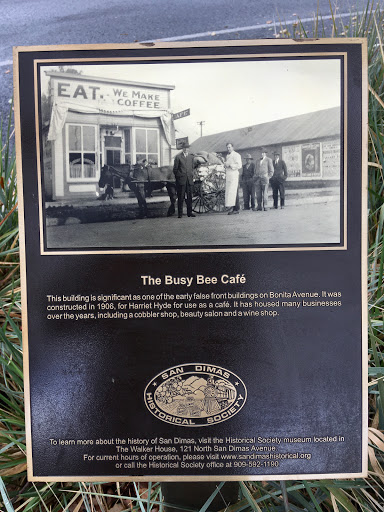 EAT. WE MAKE
COFFEE
CAFE
The Busy Bee Café
This building is significant as one of the early false front buildings on Bonita Avenue. It was
constructed in 1906, for Harriet Hyde for use as a café. It has housed many businesses
over the years, including a cobbler shop, beauty salon and a wine shop.
SAN DIMAS
HISTORICAL SOCIETY
To learn more about the history of San Dimas, visit the Historical Society museum located in
The Walker House, 121 North San Dimas Avenue.
For current hours of operation, please visit www.sandimashistorical.org
or call the Historical Society office at 909-592-1190.